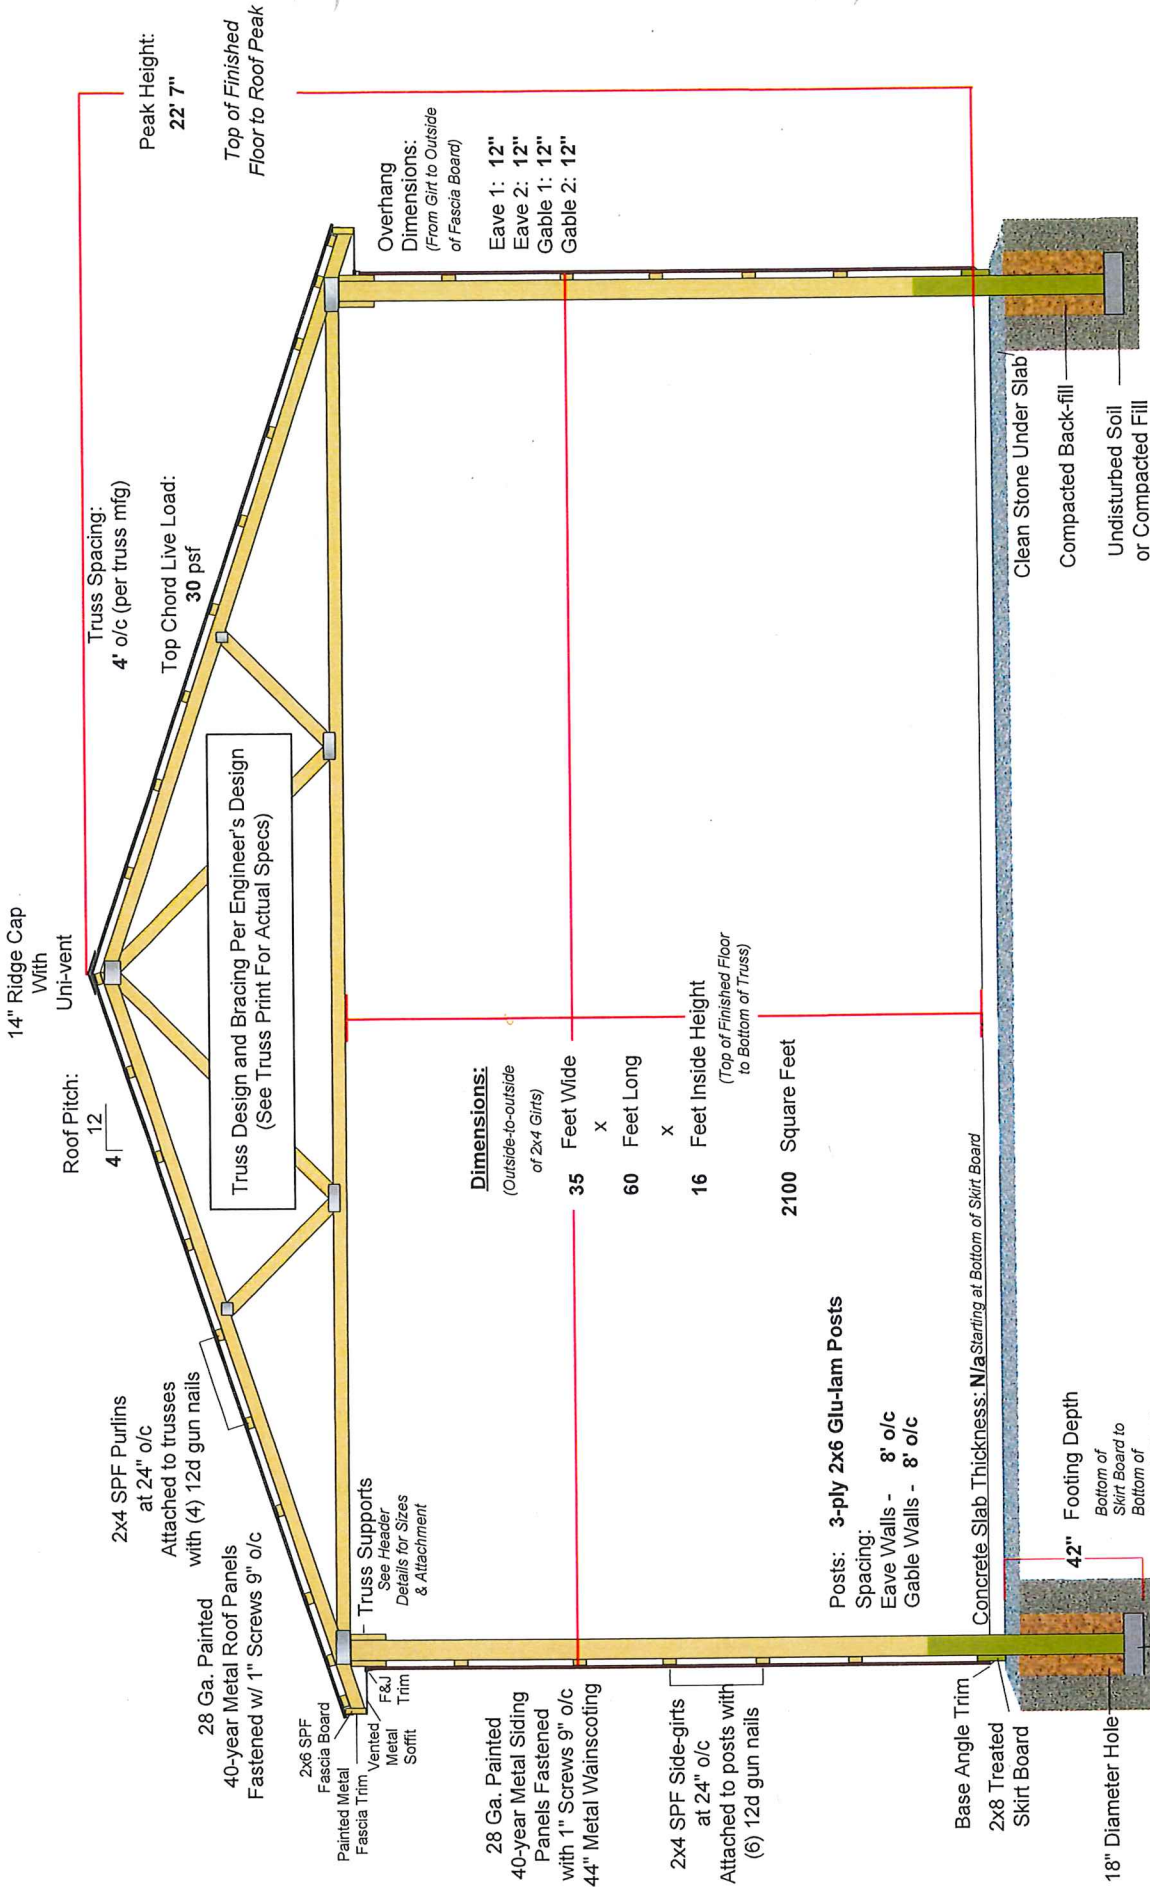 14" Ridge Cap
With
Uni-vent
Roof Pitch:
12
4
Truss Spacing:
4' o/c (per truss mfg)
Top Chord Live Load:
30 psf
Peak Height:
22' 7"
Top of Finished
Floor to Roof Peak
2x4 SPF Purlins
at 24" o/c
Attached to trusses
with (4) 12d gun nails
28 Ga. Painted
40-year Metal Roof Panels
Fastened w/ 1" Screws 9" o/c
Truss Design and Bracing Per Engineer's Design
(See Truss Print For Actual Specs)
2x6 SPF
Fascia Board
Painted Metal
Fascia Trim
Vented
Metal
Soffit
F&J
Trim
Truss Supports
See Header
Details for Sizes
& Attachment
Overhang
Dimensions:
(From Girt to Outside
of Fascia Board)
Eave 1: 12"
Eave 2: 12"
Gable 1: 12"
Gable 2: 12"
28 Ga. Painted
40-year Metal Siding
Panels Fastened
with 1" Screws 9" o/c
44" Metal Wainscoting
Dimensions:
(Outside-to-outside
of 2x4 Girts)
35 Feet Wide
x
60 Feet Long
x
16 Feet Inside Height
(Top of Finished Floor
to Bottom of Truss)
2100 Square Feet
2x4 SPF Side-girts
at 24" o/c
Attached to posts with
(6) 12d gun nails
Posts: 3-ply 2x6 Glu-lam Posts
Spacing:
Eave Walls - 8' o/c
Gable Walls - 8' o/c
Base Angle Trim
2x8 Treated
Skirt Board
Concrete Slab Thickness: N/a Starting at Bottom of Skirt Board
Clean Stone Under Slab
Compacted Back-fill
Undisturbed Soil
or Compacted Fill
42" Footing Depth
Bottom of
Skirt Board to
Bottom of
18" Diameter Hole